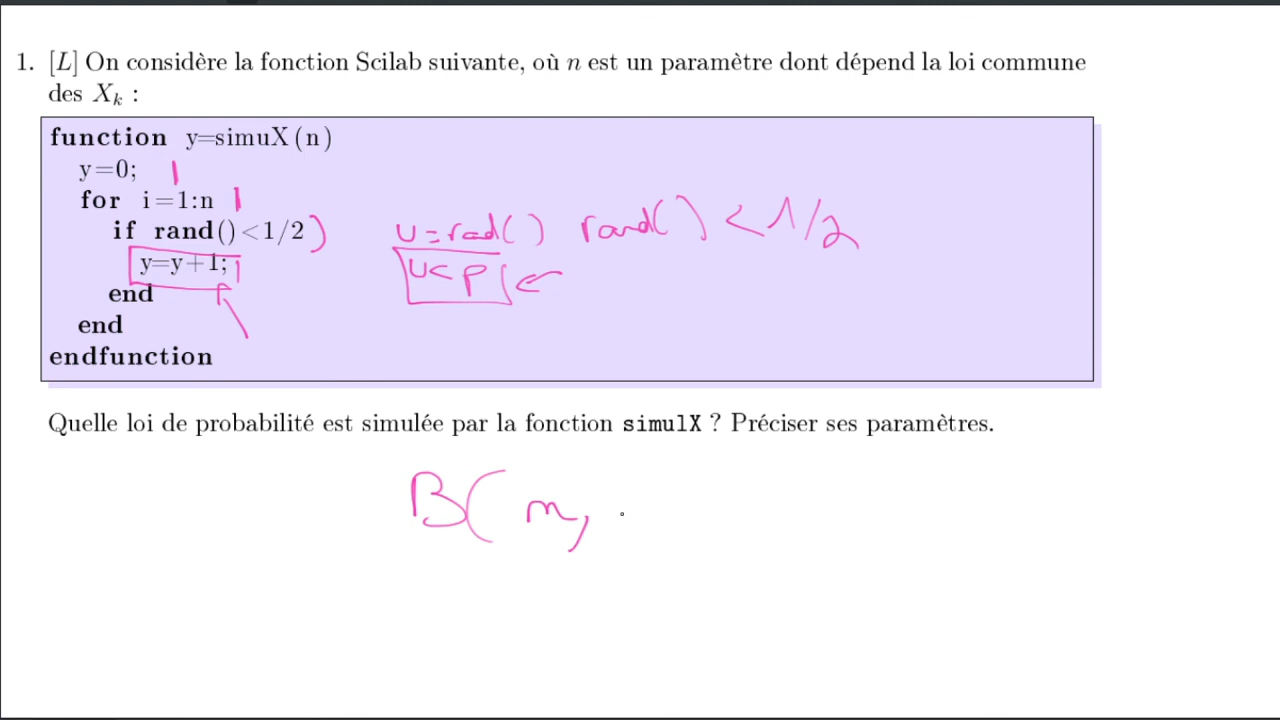 1. [L] On considère la fonction Scilab suivante, où n est un paramètre dont dépend la loi commune
des X_k :
function y=simuX(n)
y=0;
for i=1:n
if rand()<1/2) u=rad() rand()<1/2
y=y+1; u<p
end
end
endfunction
Quelle loi de probabilité est simulée par la fonction simulX ? Préciser ses paramètres.
B(n,